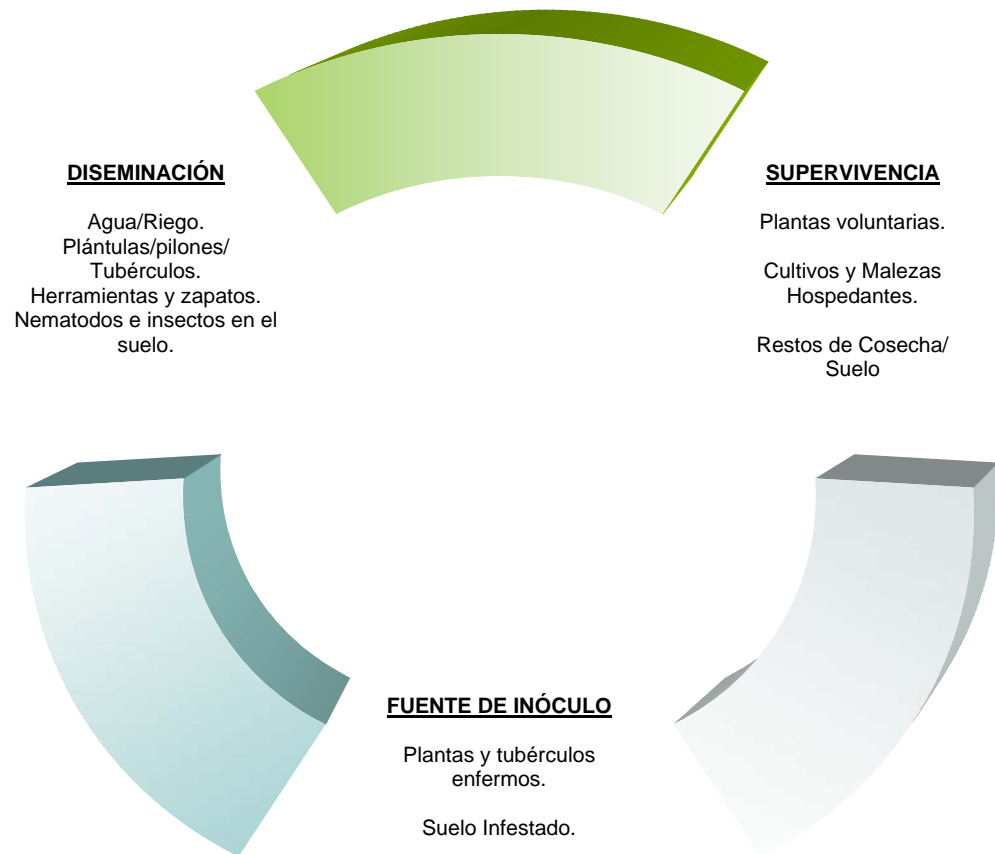 DISEMINACIÓN
Agua/Riego.
Plántulas/pilones/
Tubérculos.
Herramientas y zapatos.
Nematodos e insectos en el
suelo.
SUPERVIVENCIA
Plantas voluntarias.
Cultivos y Malezas
Hospedantes.
Restos de Cosecha/
Suelo
FUENTE DE INÓCULO
Plantas y tubérculos
enfermos.
Suelo Infestado.